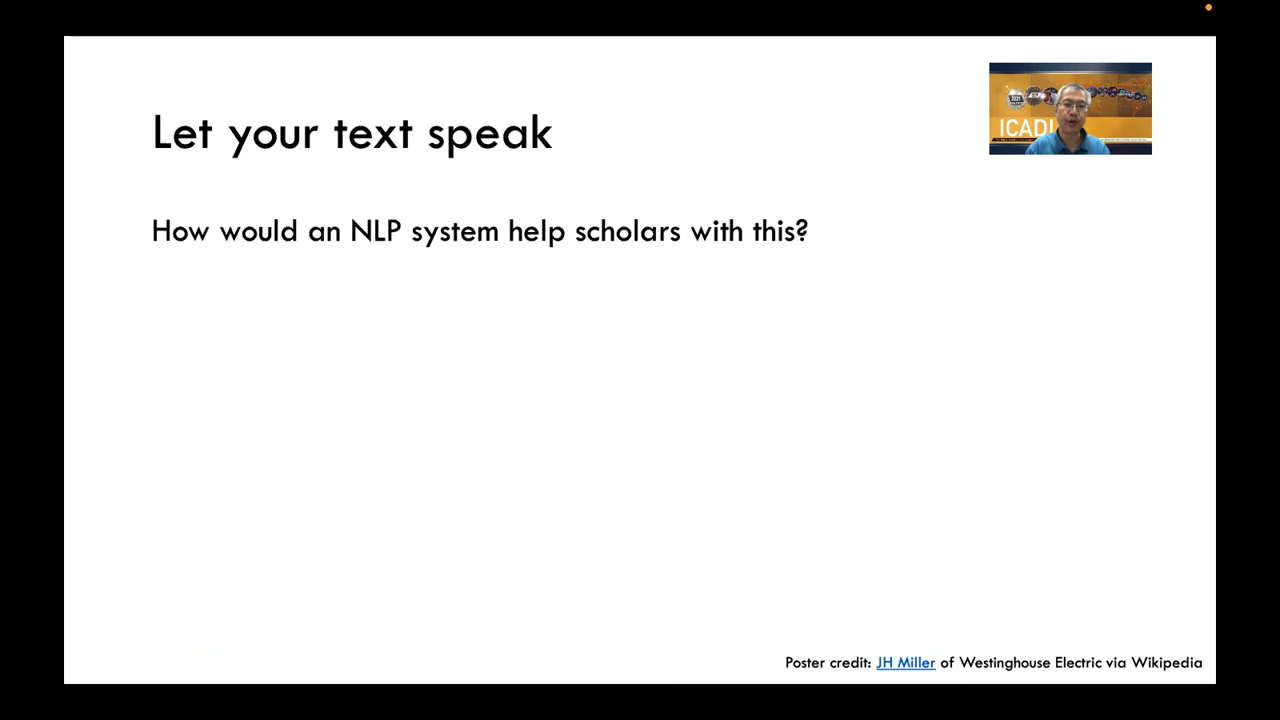 Let your text speak
ICADL
How would an NLP system help scholars with this?
Poster credit: JH Miller of Westinghouse Electric via Wikipedia